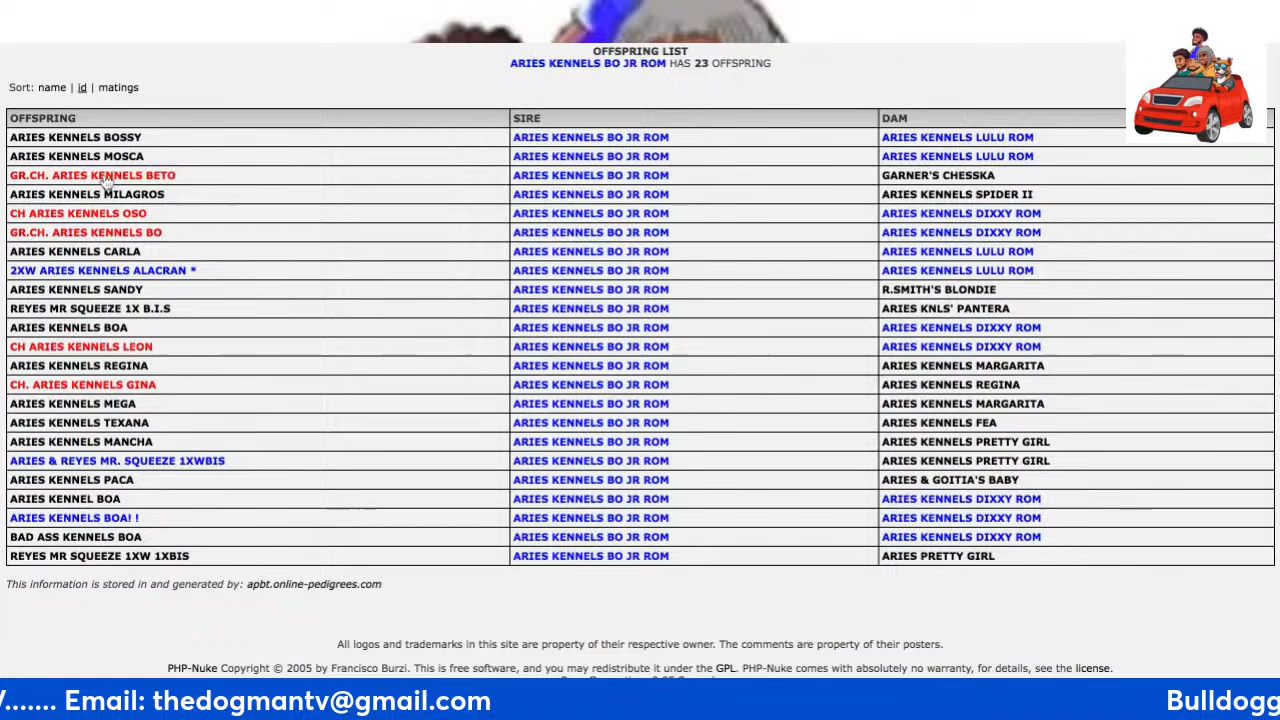 OFFSPRING LIST
ARIES KENNELS BO JR ROM HAS 23 OFFSPRING
Sort: name | id | matings
OFFSPRING SIRE DAM
ARIES KENNELS BOSSY ARIES KENNELS BO JR ROM ARIES KENNELS LULU ROM
ARIES KENNELS MOSCA ARIES KENNELS BO JR ROM ARIES KENNELS LULU ROM
GR.CH. ARIES KENNELS BETO ARIES KENNELS BO JR ROM GARNER'S CHESSKA
ARIES KENNELS MILAGROS ARIES KENNELS BO JR ROM ARIES KENNELS SPIDER II
CH ARIES KENNELS OSO ARIES KENNELS BO JR ROM ARIES KENNELS DIXXY ROM
GR.CH. ARIES KENNELS BO ARIES KENNELS BO JR ROM ARIES KENNELS DIXXY ROM
ARIES KENNELS CARLA ARIES KENNELS BO JR ROM ARIES KENNELS LULU ROM
2XW ARIES KENNELS ALACRAN * ARIES KENNELS BO JR ROM ARIES KENNELS LULU ROM
ARIES KENNELS SANDY ARIES KENNELS BO JR ROM R.SMITH'S BLONDIE
REYES MR SQUEEZE 1X B.I.S ARIES KENNELS BO JR ROM ARIES KNLS' PANTERA
ARIES KENNELS BOA ARIES KENNELS BO JR ROM ARIES KENNELS DIXXY ROM
CH ARIES KENNELS LEON ARIES KENNELS BO JR ROM ARIES KENNELS DIXXY ROM
ARIES KENNELS REGINA ARIES KENNELS BO JR ROM ARIES KENNELS MARGARITA
CH. ARIES KENNELS GINA ARIES KENNELS BO JR ROM ARIES KENNELS REGINA
ARIES KENNELS MEGA ARIES KENNELS BO JR ROM ARIES KENNELS MARGARITA
ARIES KENNELS TEXANA ARIES KENNELS BO JR ROM ARIES KENNELS FEA
ARIES KENNELS MANCHA ARIES KENNELS BO JR ROM ARIES KENNELS PRETTY GIRL
ARIES & REYES MR. SQUEEZE 1XWBIS ARIES KENNELS BO JR ROM ARIES KENNELS PRETTY GIRL
ARIES KENNELS PACA ARIES KENNELS BO JR ROM ARIES & GOITIA'S BABY
ARIES KENNEL BOA ARIES KENNELS BO JR ROM ARIES KENNELS DIXXY ROM
ARIES KENNELS BOA! ! ARIES KENNELS BO JR ROM ARIES KENNELS DIXXY ROM
BAD ASS KENNELS BOA ARIES KENNELS BO JR ROM ARIES KENNELS DIXXY ROM
REYES MR SQUEEZE 1XW 1XBIS ARIES KENNELS BO JR ROM ARIES PRETTY GIRL
This information is stored in and generated by: apbt.online-pedigrees.com
All logos and trademarks in this site are property of their respective owner. The comments are property of their posters.
PHP-Nuke Copyright © 2005 by Francisco Burzi. This is free software, and you may redistribute it under the GPL. PHP-Nuke comes with absolutely no warranty, for details, see the license.
....... Email: thedogmantv@gmail.com Bulldogg